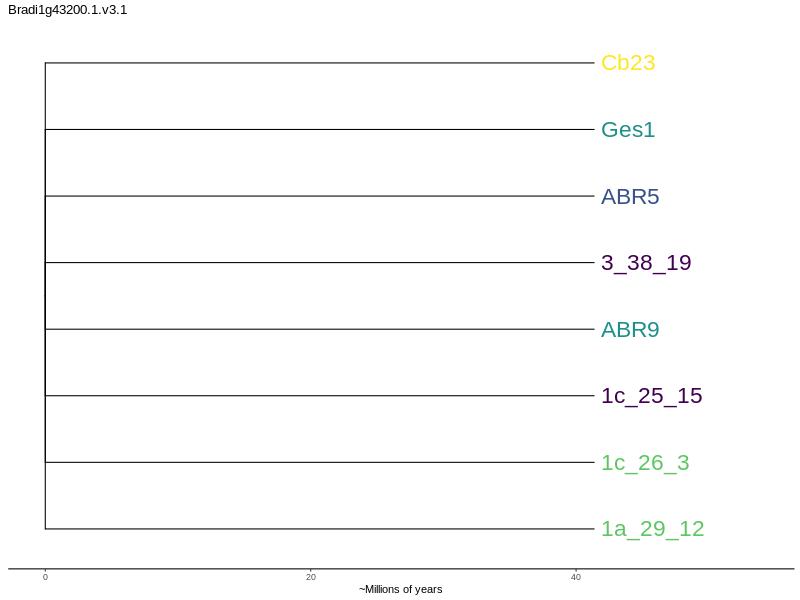 Bradi1g43200.1.v3.1
Cb23
Ges1
ABR5
3_38_19
ABR9
1c_25_15
1c_26_3
1a_29_12
0 20 40
~Millions of years